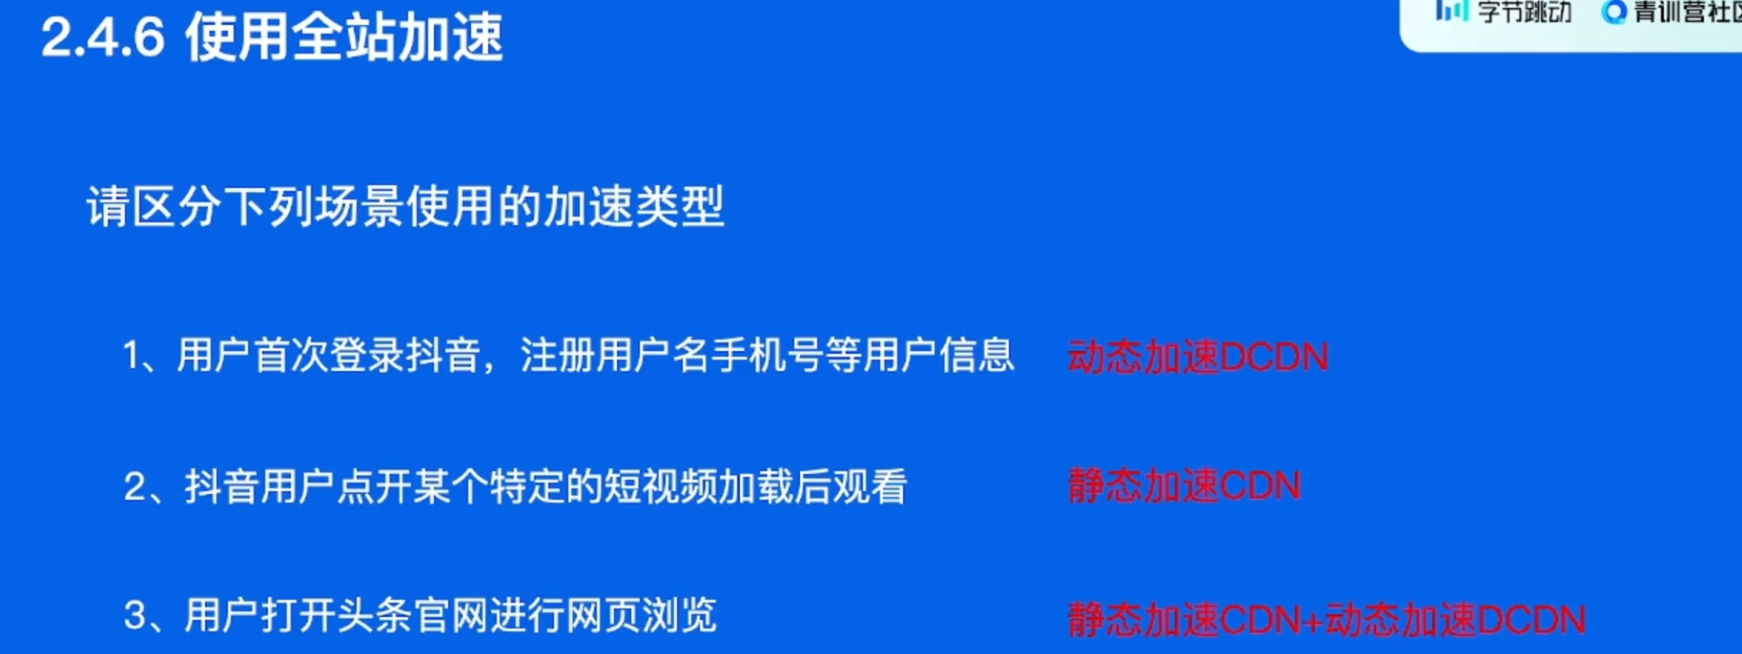 2.4.6 使用全站加速
字节跳动 青训营社区
请区分下列场景使用的加速类型
1、用户首次登录抖音，注册用户名手机号等用户信息 动态加速DCDN
2、抖音用户点开某个特定的短视频加载后观看 静态加速CDN
3、用户打开头条官网进行网页浏览 静态加速CDN+动态加速DCDN